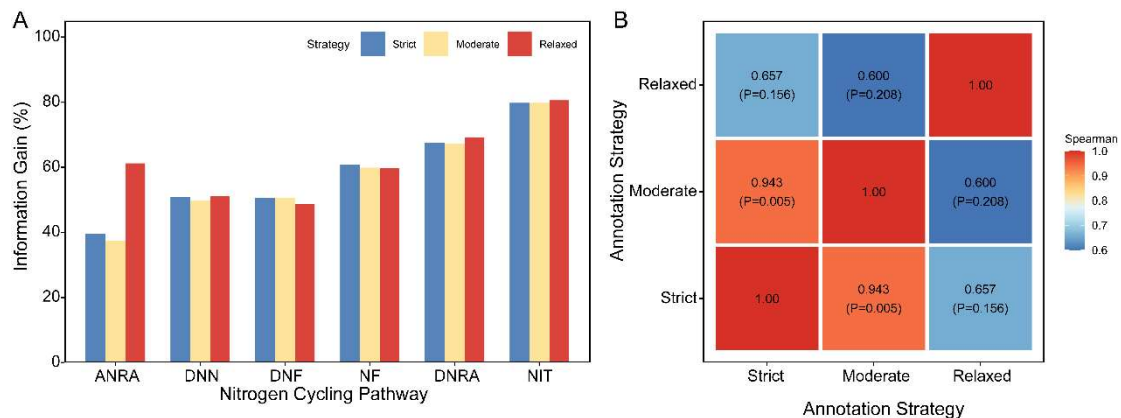 A
Information Gain (%)
100
80
60
40
20
0
Strategy Strict Moderate Relaxed
ANRA DNN DNF NF DNRA NIT
Nitrogen Cycling Pathway
B
Annotation Strategy
Relaxed
Moderate
Strict
0.657 0.600 1.00
(P=0.156) (P=0.208)
0.943 1.00 0.600
(P=0.005) (P=0.208)
1.00 0.943 0.657
(P=0.005) (P=0.156)
Strict Moderate Relaxed
Annotation Strategy
Spearman
1.0
0.9
0.8
0.7
0.6